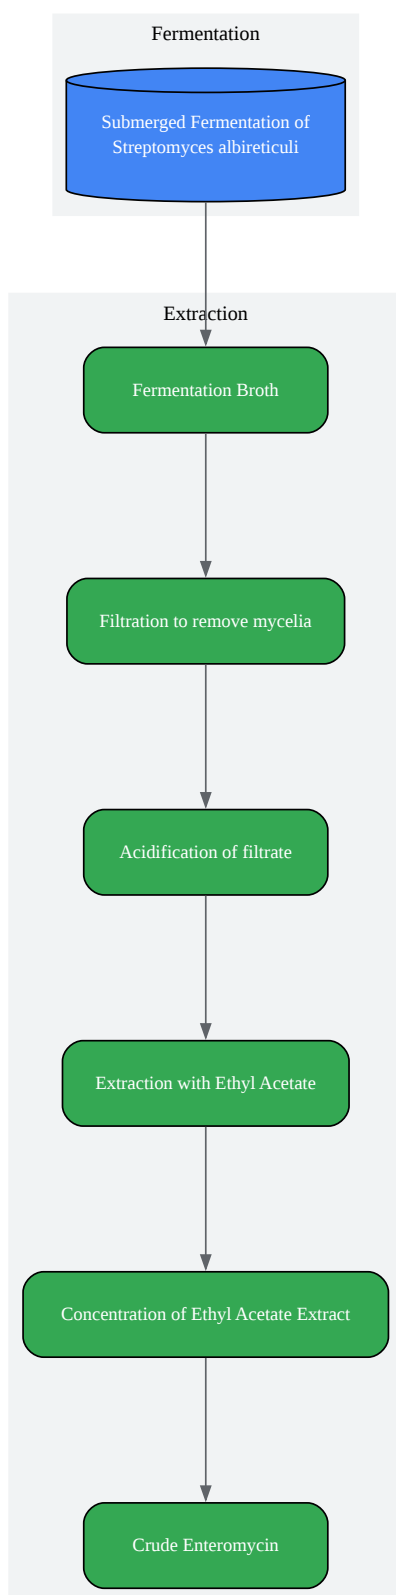 Fermentation
Submerged Fermentation of
Streptomyces albireticuli
Extraction
Fermentation Broth
Filtration to remove mycelia
Acidification of filtrate
Extraction with Ethyl Acetate
Concentration of Ethyl Acetate Extract
Crude Enteromycin